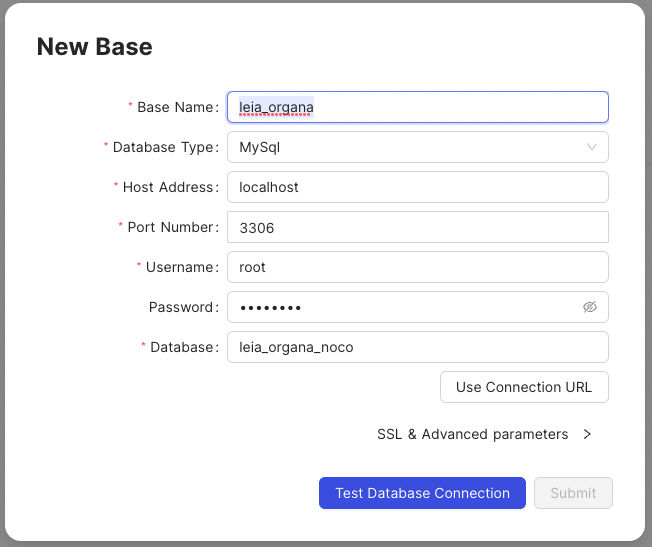 New Base
* Base Name: leia_organa
* Database Type: MySql
* Host Address: localhost
* Port Number: 3306
* Username: root
Password: ••••••••
* Database: leia_organa_noco
Use Connection URL
SSL & Advanced parameters >
Test Database Connection Submit